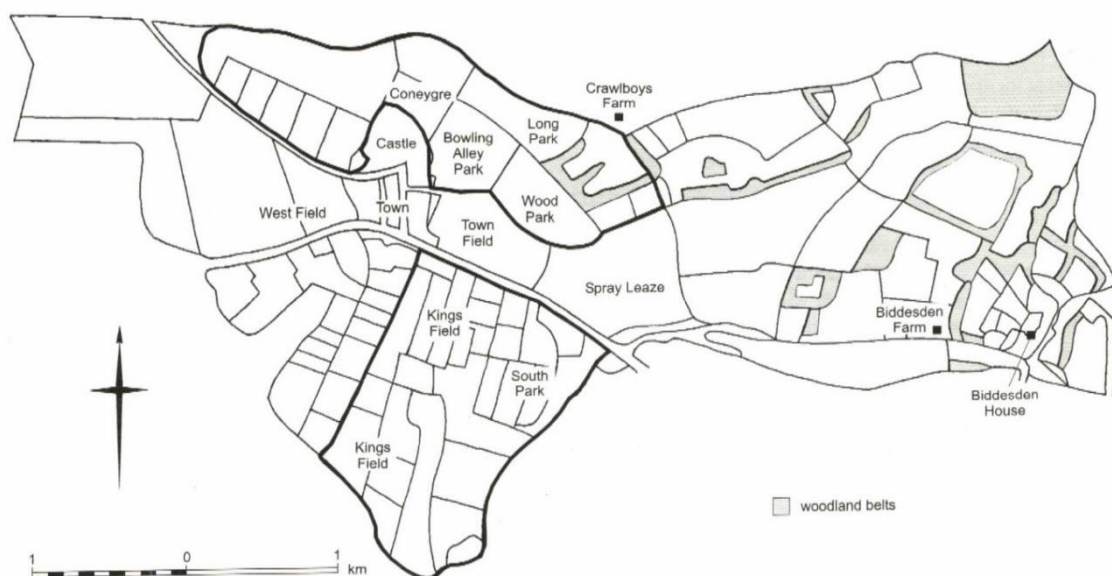 Coneygre
Crawlboys
Farm
Long
Park
Castle
Bowling
Alley
Park
Wood
Park
West Field
Town
Town
Field
Spray Leaze
Kings
Field
Biddesden
Farm
South
Park
Biddesden
House
Kings
Field
woodland belts
1 0 1
km